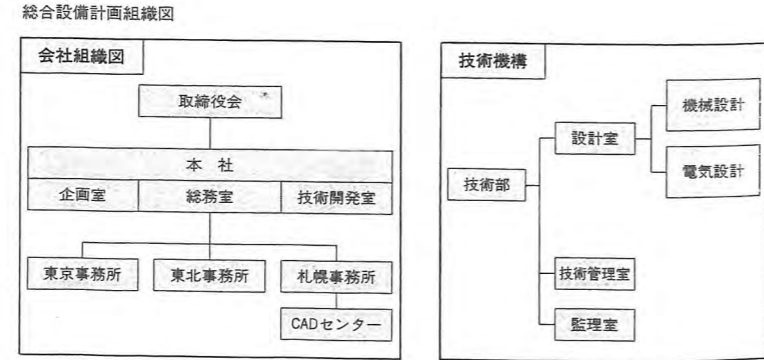 総合設備計画組織図
会社組織図
取締役会
本 社
企画室 総務室 技術開発室
東京事務所 東北事務所 札幌事務所
CADセンター
技術機構
機械設計
設計室
電気設計
技術部
技術管理室
監理室